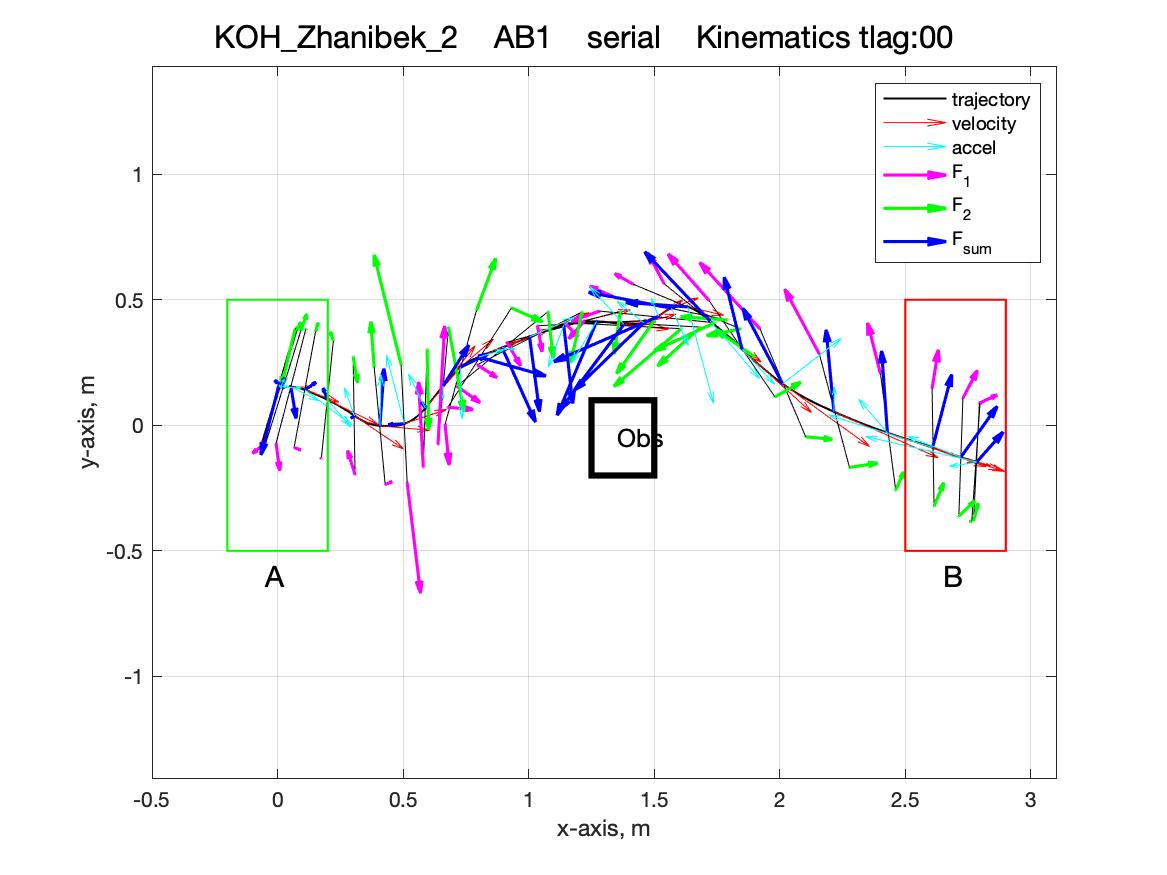 KOH_Zhanibek_2 AB1 serial Kinematics tlag:00
trajectory
velocity
accel
F1
F2
Fsum
1
0.5
0
-0.5
-1
y-axis, m
Obs
A
B
-0.5 0 0.5 1 1.5 2 2.5 3
x-axis, m